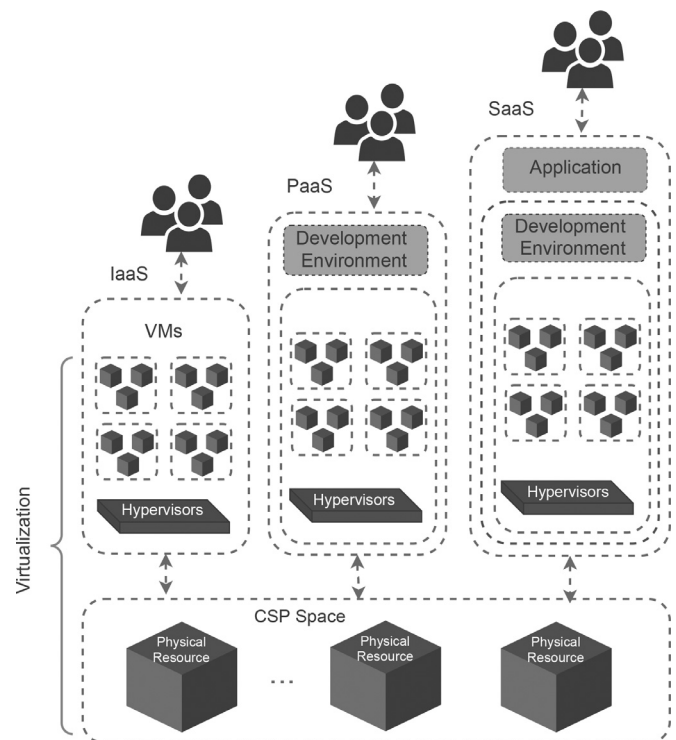 SaaS
Application
PaaS
Development
Environment
Development
Environment
IaaS
VMs
Hypervisors
Hypervisors
Hypervisors
Virtualization
CSP Space
Physical
Resource
...
Physical
Resource
Physical
Resource